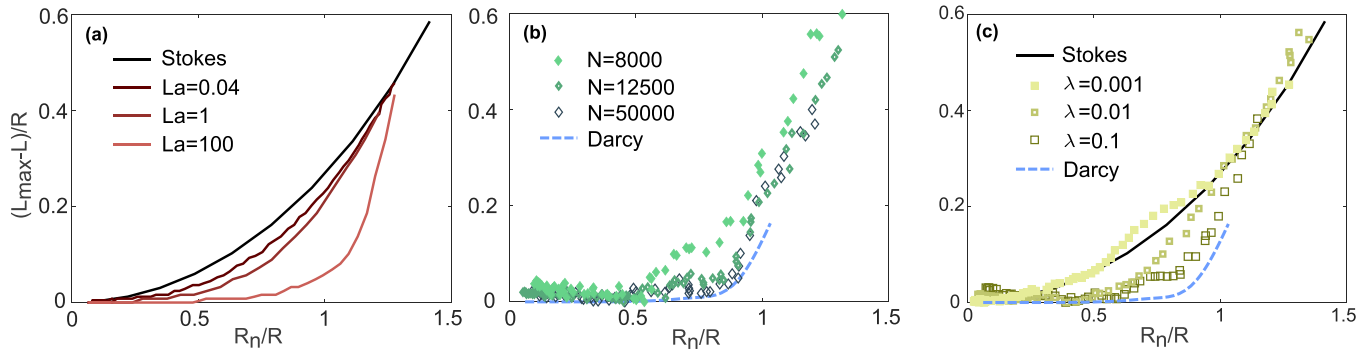 (a)
Stokes
La=0.04
La=1
La=100
(Lmax-L)/R
0.6
0.4
0.2
0
0
0.5
1
1.5
Rn/R
(b)
N=8000
N=12500
N=50000
Darcy
0.6
0.4
0.2
0
0
0.5
1
1.5
Rn/R
(c)
Stokes
λ=0.001
λ=0.01
λ=0.1
Darcy
0.6
0.4
0.2
0
0
0.5
1
1.5
Rn/R